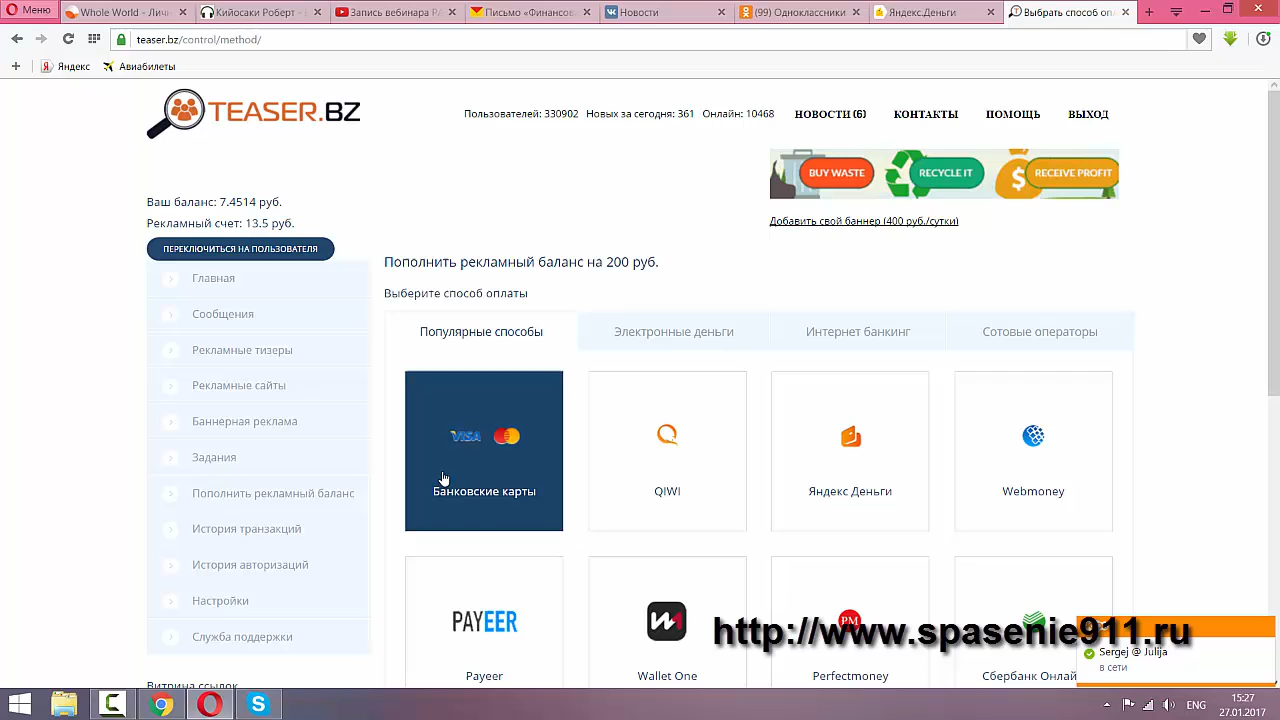 Меню
Whole World - Лич
Кийосаки Роберт -
Запись вебинара РА
Письмо «Финансов
Новости
(99) Одноклассники
Яндекс.Деньги
Выбрать способ оп
teaser.bz/control/method/
Яндекс
Авиабилеты
TEASER.BZ
Пользователей: 330902 Новых за сегодня: 361 Онлайн: 10468
НОВОСТИ (6)
КОНТАКТЫ
ПОМОЩЬ
ВЫХОД
BUY WASTE
RECYCLE IT
RECEIVE PROFIT
Добавить свой баннер (400 руб./сутки)
Ваш баланс: 7.4514 руб.
Рекламный счет: 13.5 руб.
ПЕРЕКЛЮЧИТЬСЯ НА ПОЛЬЗОВАТЕЛЯ
Главная
Сообщения
Рекламные тизеры
Рекламные сайты
Баннерная реклама
Задания
Пополнить рекламный баланс
История транзакций
История авторизаций
Настройки
Служба поддержки
Витрина ссылок
Пополнить рекламный баланс на 200 руб.
Выберите способ оплаты
Популярные способы
Электронные деньги
Интернет банкинг
Сотовые операторы
VISA
Банковские карты
QIWI
Яндекс Деньги
Webmoney
PAYEER
Payeer
Wallet One
PM
Perfectmoney
Сбербанк Онлай
http://www.spasenie911.ru
Sergej @ Julija
в сети
ENG
15:27
27.01.2017